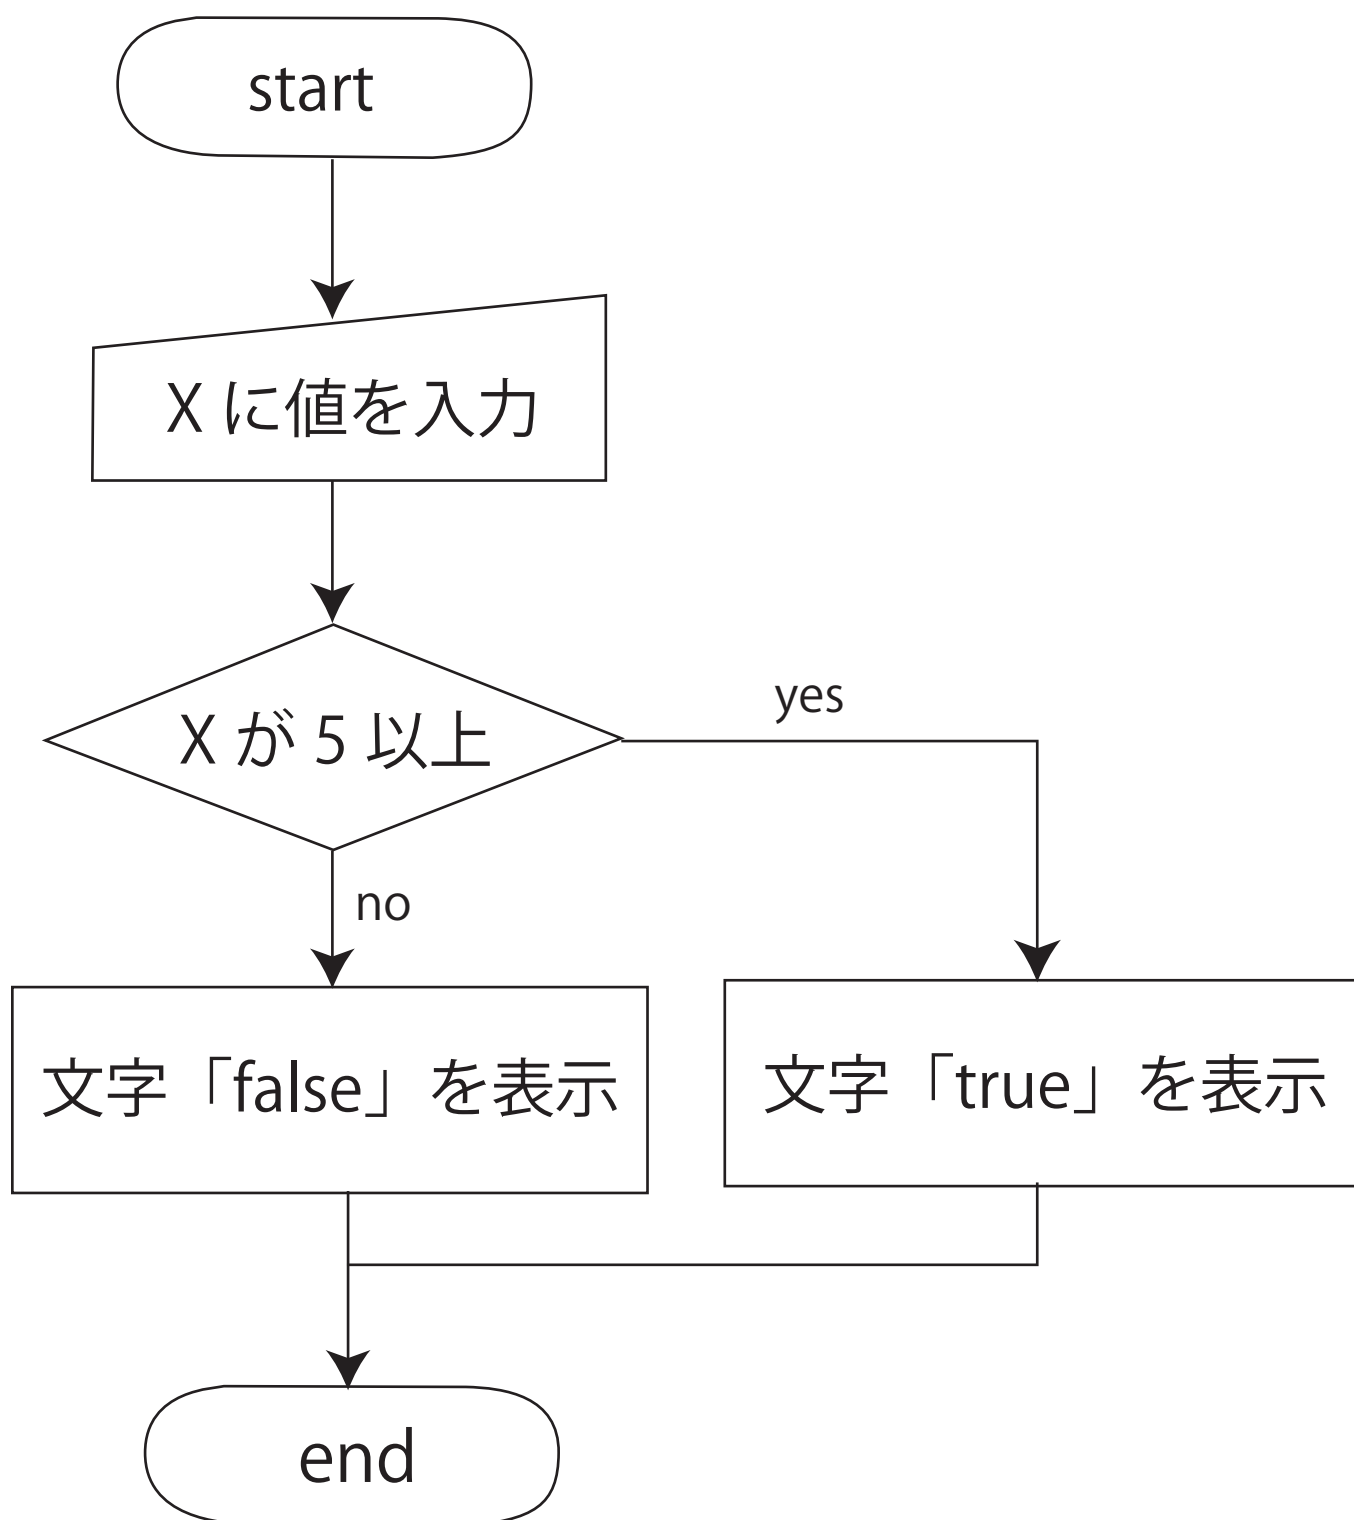 start
X に値を入力
X が 5 以上
yes
no
文字「false」を表示
文字「true」を表示
end